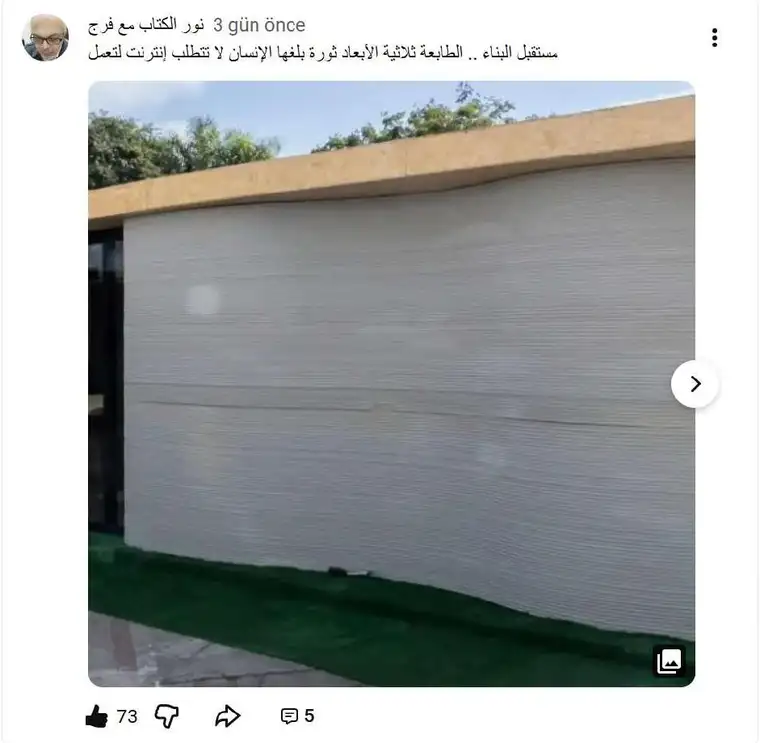 نور الكتاب مع فرج 3 gün önce
مستقبل البناء .. الطابعة ثلاثية الأبعاد ثورة بلغها الإنسان لا تتطلب إنترنت لتعمل
73
5